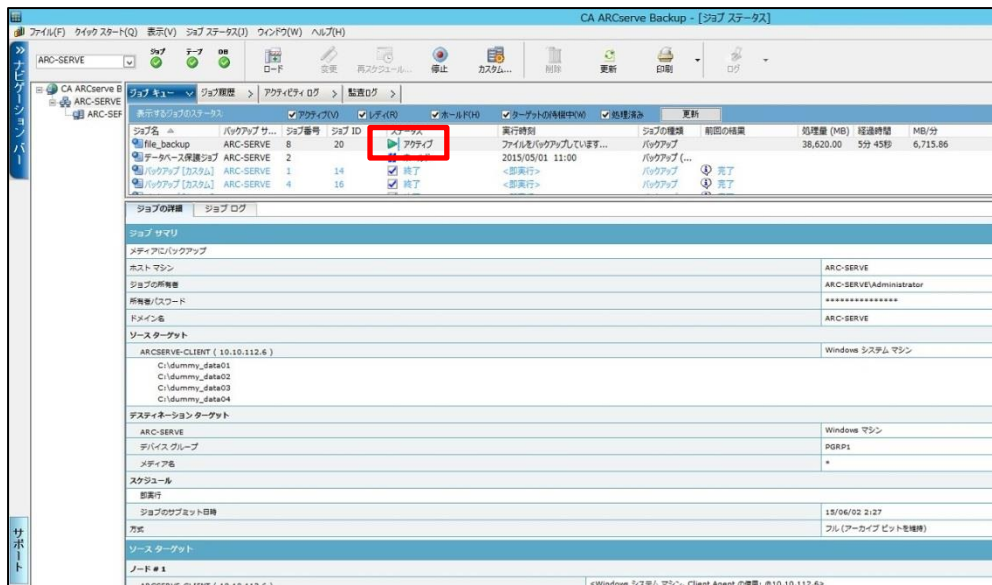 CA ARCserve Backup - [ジョブ ステータス]
ファイル(F) クイック スタート(Q) 表示(V) ジョブ ステータス(J) ウィンドウ(W) ヘルプ(H)
ARC-SERVE ジョブ テープ DB ロード 変更 再スケジュール... 停止 カスタム... 削除 更新 印刷 ログ
» ナビゲーション バー
CA ARCserve B
ARC-SERVE
ARC-SEF
ジョブ キュー ジョブ履歴 > アクティビティ ログ > 監査ログ >
表示するジョブのステータス アクティブ(V) レディ(R) ホールド(H) ターゲットの待機中(W) 処理済み 更新
ジョブ名 バックアップ サ... ジョブ番号 ジョブ ID ステータス 実行時刻 ジョブの種類 前回の結果 処理量 (MB) 経過時間 MB/分
file_backup ARC-SERVE 8 20 アクティブ ファイルをバックアップしています... バックアップ 38,620.00 5分 45秒 6,715.86
データベース保護ジョブ ARC-SERVE 2 2015/05/01 11:00 バックアップ (...
バックアップ [カスタム] ARC-SERVE 1 14 終了 <即実行> バックアップ 完了
バックアップ [カスタム] ARC-SERVE 4 16 終了 <即実行> バックアップ 完了
ジョブの詳細 ジョブ ログ
ジョブ サマリ
メディアにバックアップ
ホスト マシン ARC-SERVE
ジョブの所有者 ARC-SERVE\Administrator
所有者パスワード ***************
ドメイン名 ARC-SERVE
ソース ターゲット
ARCSERVE-CLIENT ( 10.10.112.6 ) Windows システム マシン
C:\dummy_data01
C:\dummy_data02
C:\dummy_data03
C:\dummy_data04
デスティネーション ターゲット
ARC-SERVE Windows マシン
デバイス グループ PGRP1
メディア名 *
スケジュール
即実行
ジョブのサブミット日時 15/06/02 2:27
方式 フル (アーカイブ ビットを維持)
ソース ターゲット
ノード # 1
ARCSERVE-CLIENT ( 10.10.112.6 ) <Windows システム マシン, Client Agent の使用: @10.10.112.6>
サポート